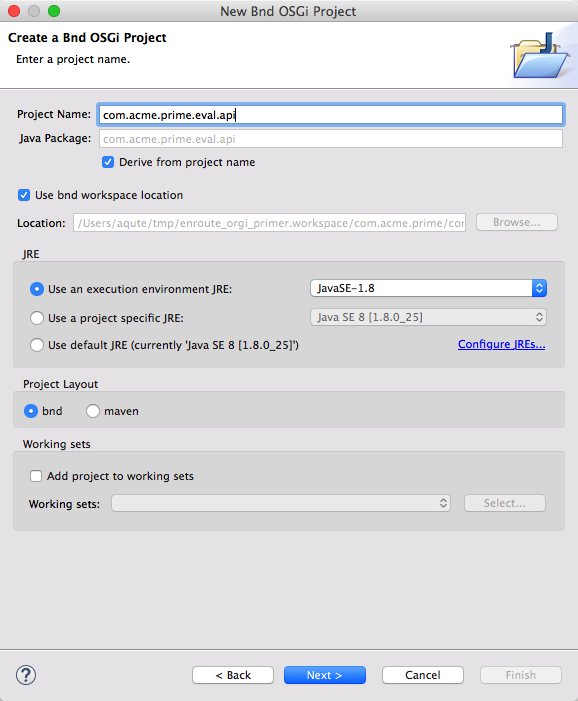 New Bnd OSGi Project
Create a Bnd OSGi Project
Enter a project name.
Project Name: com.acme.prime.eval.api
Java Package: com.acme.prime.eval.api
Derive from project name
Use bnd workspace location
Location: /Users/aqute/tmp/enroute_orgi_primer.workspace/com.acme.prime/cor Browse...
JRE
Use an execution environment JRE: JavaSE-1.8
Use a project specific JRE: Java SE 8 [1.8.0_25]
Use default JRE (currently 'Java SE 8 [1.8.0_25]') Configure JREs...
Project Layout
bnd maven
Working sets
Add project to working sets
Working sets: Select...
? < Back Next > Cancel Finish